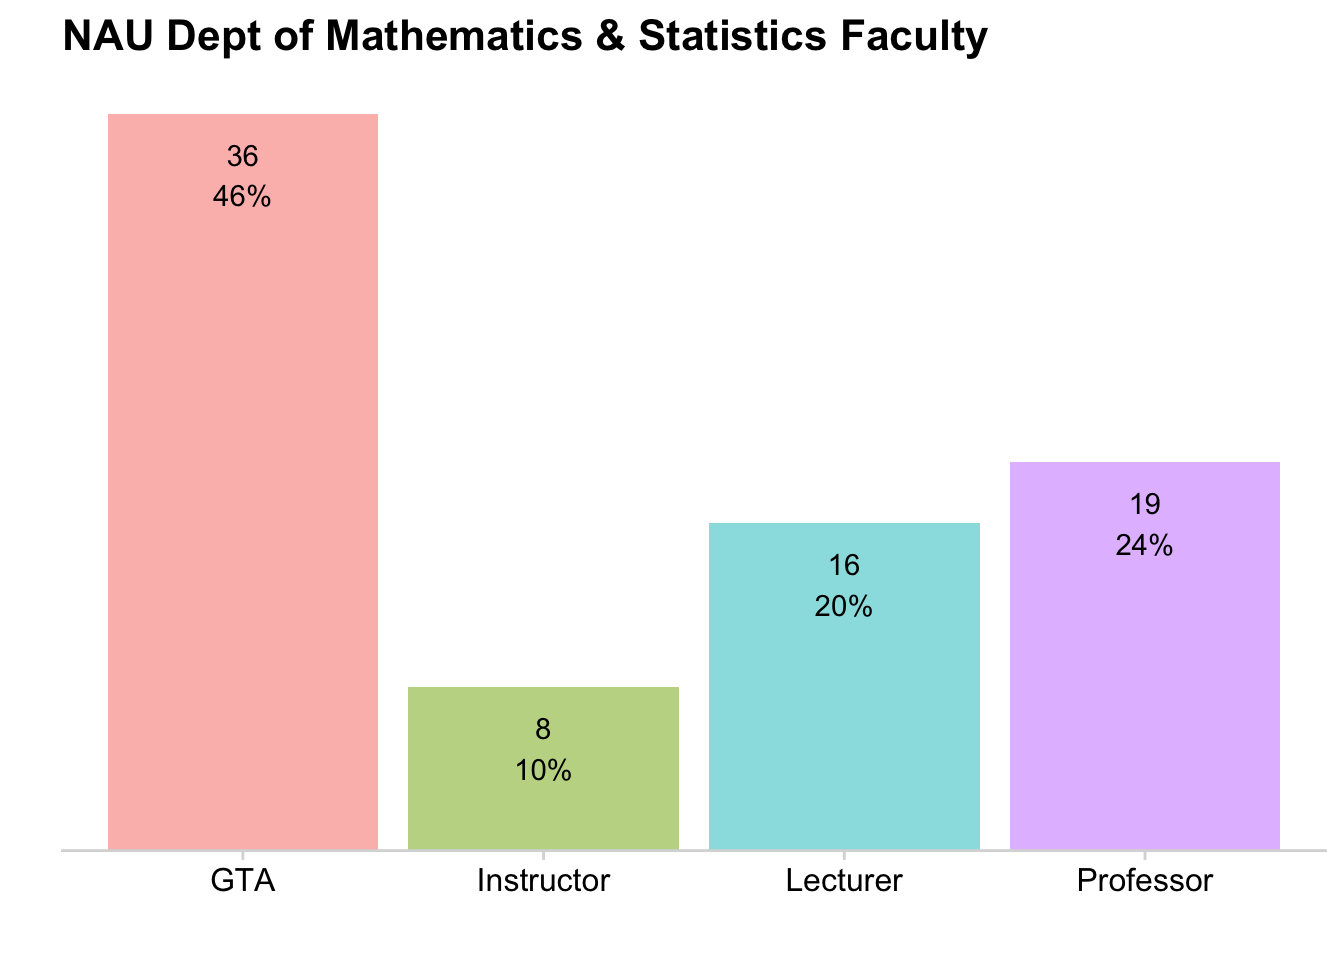 NAU Dept of Mathematics & Statistics Faculty
36
46%
8
10%
16
20%
19
24%
GTA
Instructor
Lecturer
Professor